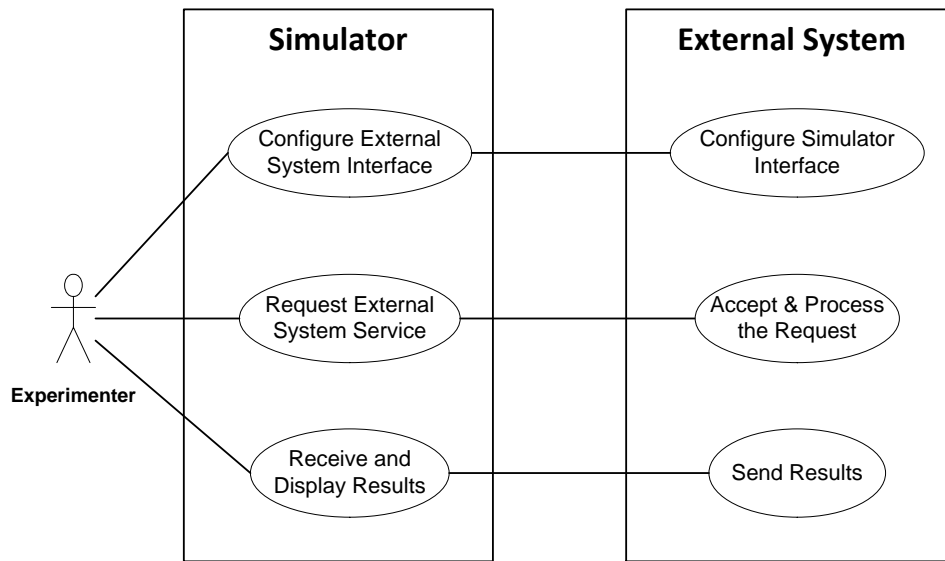 Simulator
External System
Configure External
System Interface
Configure Simulator
Interface
Request External
System Service
Accept & Process
the Request
Experimenter
Receive and
Display Results
Send Results